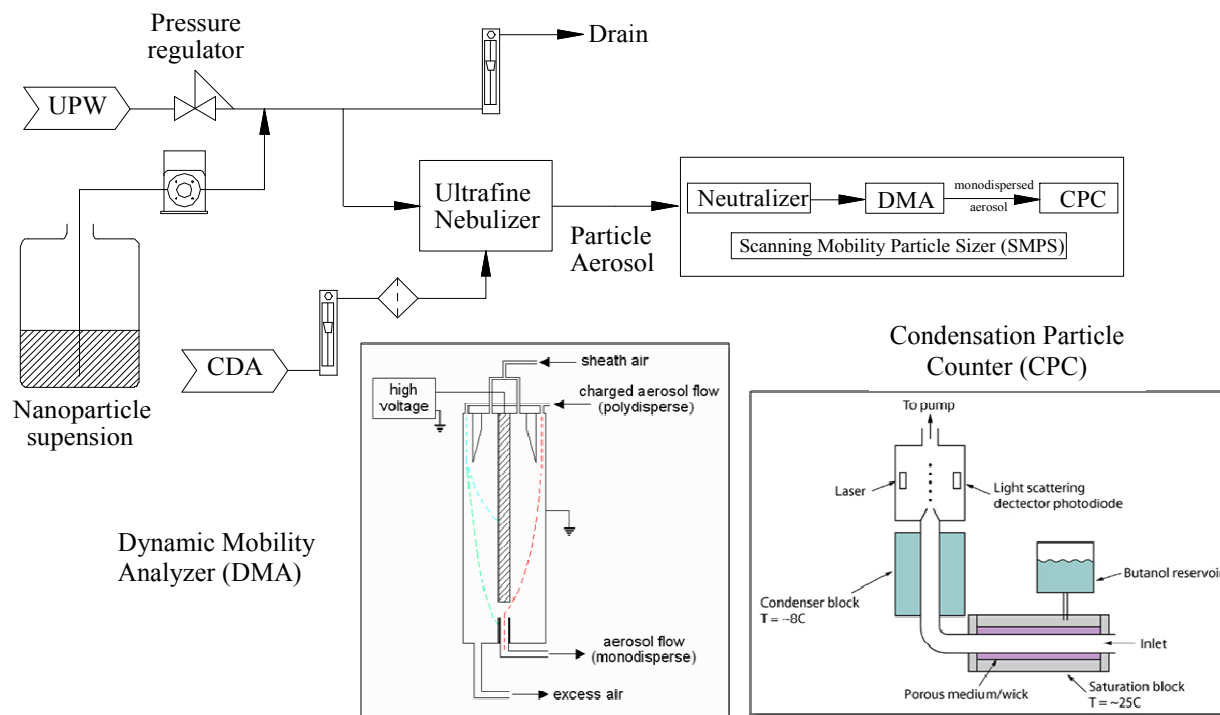 Pressure
regulator
Drain
UPW
Ultrafine
Nebulizer
Particle
Aerosol
Neutralizer
DMA
monodispersed
aerosol
CPC
Scanning Mobility Particle Sizer (SMPS)
CDA
Nanoparticle
supension
Dynamic Mobility
Analyzer (DMA)
sheath air
high
voltage
charged aerosol flow
(polydisperse)
aerosol flow
(monodisperse)
excess air
Condensation Particle
Counter (CPC)
To pump
Laser
Light scattering
dectector photodiode
Butanol reservoir
Condenser block
T = ~8C
Inlet
Porous medium/wick
Saturation block
T = ~25C